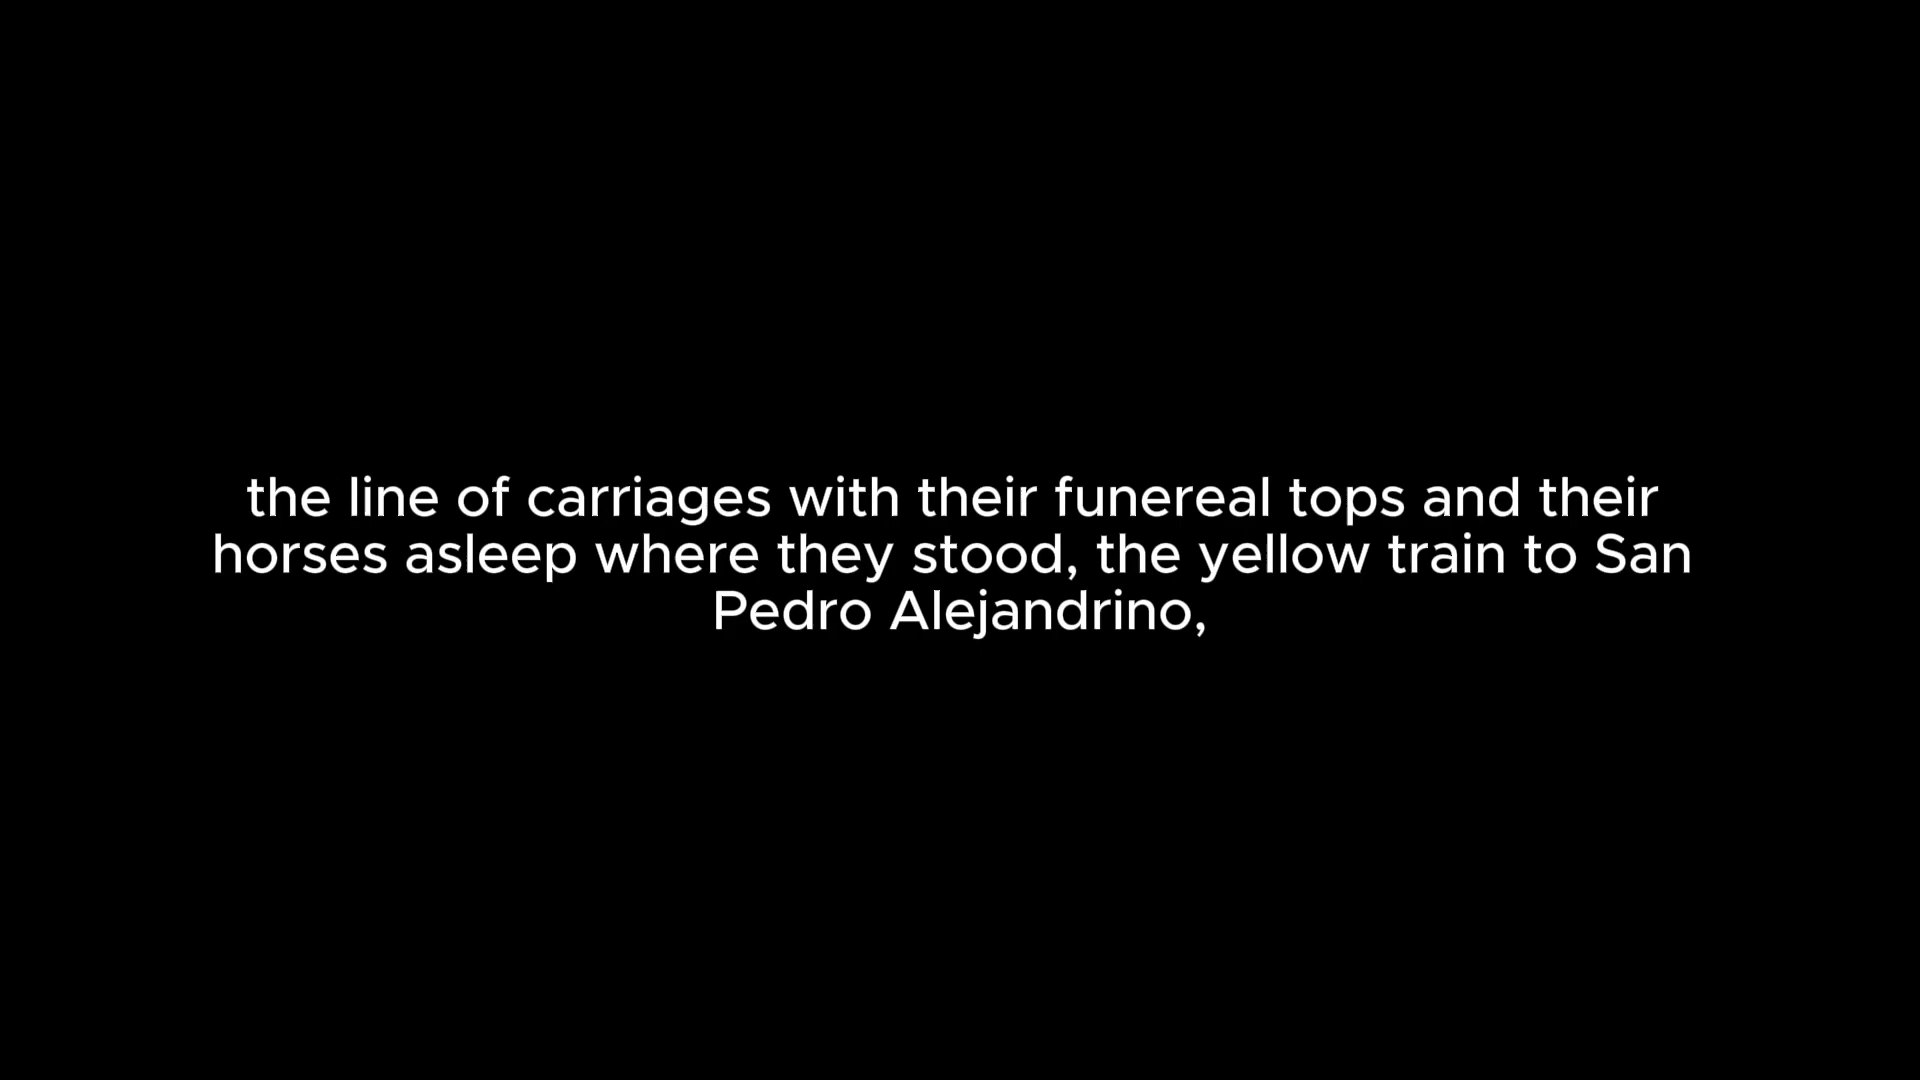 the line of carriages with their funereal tops and their
horses asleep where they stood, the yellow train to San
Pedro Alejandrino,